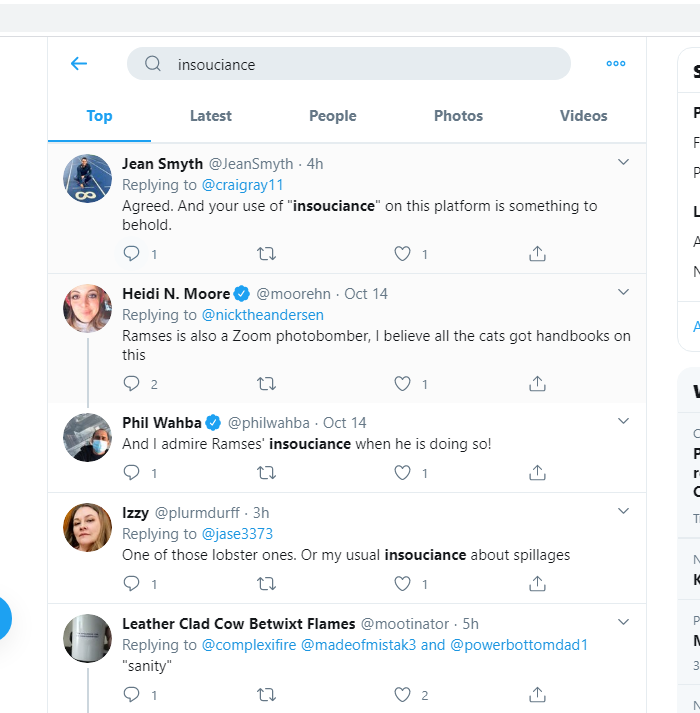 insouciance
Top Latest People Photos Videos
Jean Smyth @JeanSmyth · 4h
Replying to @craigray11
Agreed. And your use of "insouciance" on this platform is something to
behold.
1 1
Heidi N. Moore @moorehn · Oct 14
Replying to @nicktheandersen
Ramses is also a Zoom photobomber, I believe all the cats got handbooks on
this
2 1
Phil Wahba @philwahba · Oct 14
And I admire Ramses' insouciance when he is doing so!
1 1
Izzy @plurmdurff · 3h
Replying to @jase3373
One of those lobster ones. Or my usual insouciance about spillages
1 1
Leather Clad Cow Betwixt Flames @mootinator · 5h
Replying to @complexifire @madeofmistak3 and @powerbottomdad1
"sanity"
1 2